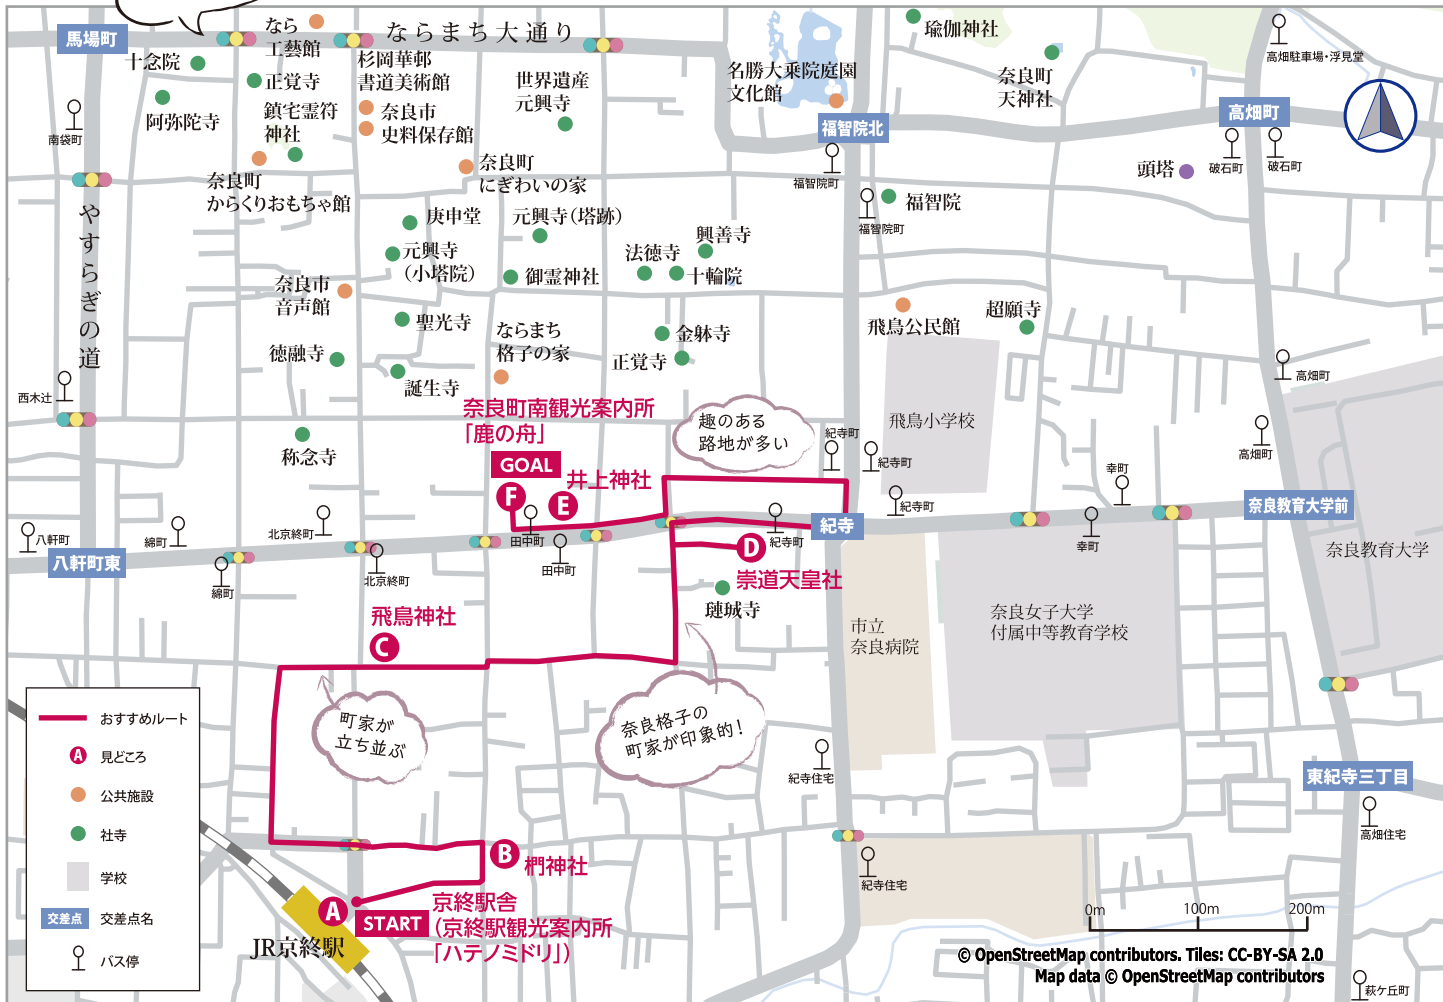 馬場町
ならまち大通り
なら
工藝館
杉岡華邨
書道美術館
十念院
正覚寺
阿弥陀寺
鎮宅霊符
神社
奈良市
史料保存館
世界遺産
元興寺
名勝大乗院庭園
文化館
瑜伽神社
奈良町
天神社
高畑駐車場・浮見堂
高畑町
福智院北
南袋町
福智院町
破石町
破石町
頭塔
奈良町
からくりおもちゃ館
奈良町
にぎわいの家
福智院
福智院町
やすらぎの道
庚申堂
元興寺(塔跡)
元興寺
(小塔院)
御霊神社
法徳寺
興善寺
十輪院
奈良市
音声館
聖光寺
ならまち
格子の家
金躰寺
正覚寺
飛鳥公民館
超願寺
徳融寺
誕生寺
西木辻
高畑町
奈良町南観光案内所
「鹿の舟」
趣のある
路地が多い
飛鳥小学校
紀寺町
紀寺町
高畑町
称念寺
GOAL
F
E
井上神社
幸町
紀寺町
奈良教育大学前
八軒町
綿町
北京終町
田中町
紀寺町
紀寺
幸町
奈良教育大学
八軒町東
綿町
北京終町
田中町
D
崇道天皇社
璉珹寺
飛鳥神社
C
市立
奈良病院
奈良女子大学
付属中等教育学校
町家が
立ち並ぶ
奈良格子の
町家が印象的!
紀寺住宅
東紀寺三丁目
高畑住宅
おすすめルート
A
見どころ
公共施設
社寺
学校
交差点
交差点名
バス停
B
椚神社
紀寺住宅
A
START
京終駅舎
(京終駅観光案内所
「ハテノミドリ」)
JR京終駅
0m
100m
200m
© OpenStreetMap contributors. Tiles: CC-BY-SA 2.0
Map data © OpenStreetMap contributors
萩ケ丘町